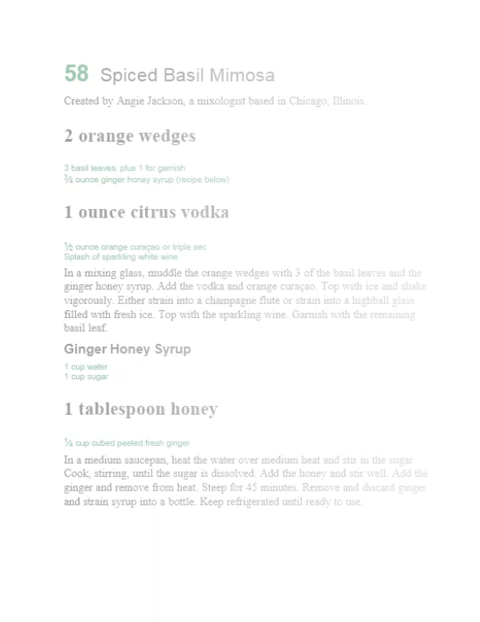 58 Spiced Basil Mimosa
Created by Angie Jackson, a mixologist based in Chicago, Illinois.
2 orange wedges
3 basil leaves, plus 1 for garnish
¾ ounce ginger honey syrup (recipe below)
1 ounce citrus vodka
½ ounce orange curaçao or triple sec
Splash of sparkling white wine
In a mixing glass, muddle the orange wedges with 3 of the basil leaves and the
ginger honey syrup. Add the vodka and orange curaçao. Top with ice and shake
vigorously. Either strain into a champagne flute or strain into a highball glass
filled with fresh ice. Top with the sparkling wine. Garnish with the remaining
basil leaf.
Ginger Honey Syrup
1 cup water
1 cup sugar
1 tablespoon honey
¼ cup cubed peeled fresh ginger
In a medium saucepan, heat the water over medium heat and stir in the sugar.
Cook, stirring, until the sugar is dissolved. Add the honey and stir well. Add the
ginger and remove from heat. Steep for 45 minutes. Remove and discard ginger
and strain syrup into a bottle. Keep refrigerated until ready to use.